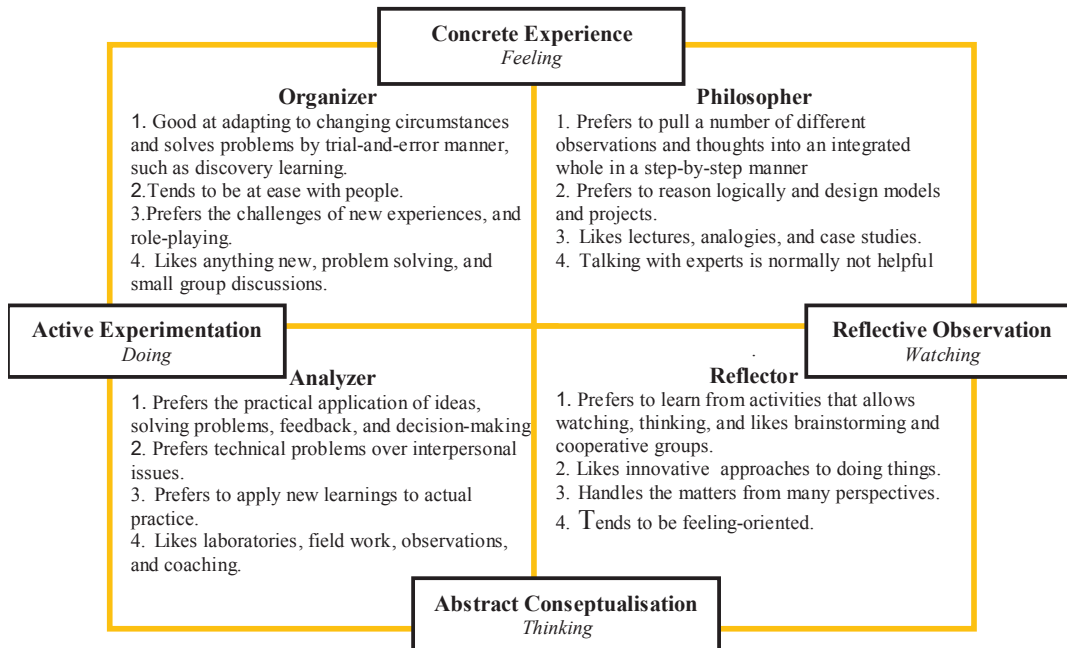 Concrete Experience
Feeling
Organizer
1. Good at adapting to changing circumstances
and solves problems by trial-and-error manner,
such as discovery learning.
2.Tends to be at ease with people.
3.Prefers the challenges of new experiences, and
role-playing.
4. Likes anything new, problem solving, and
small group discussions.
Philosopher
1. Prefers to pull a number of different
observations and thoughts into an integrated
whole in a step-by-step manner
2. Prefers to reason logically and design models
and projects.
3. Likes lectures, analogies, and case studies.
4. Talking with experts is normally not helpful
Active Experimentation
Doing
Reflective Observation
Watching
Analyzer
1. Prefers the practical application of ideas,
solving problems, feedback, and decision-making
2. Prefers technical problems over interpersonal
issues.
3. Prefers to apply new learnings to actual
practice.
4. Likes laboratories, field work, observations,
and coaching.
Reflector
1. Prefers to learn from activities that allows
watching, thinking, and likes brainstorming and
cooperative groups.
2. Likes innovative approaches to doing things.
3. Handles the matters from many perspectives.
4. Tends to be feeling-oriented.
Abstract Conseptualisation
Thinking